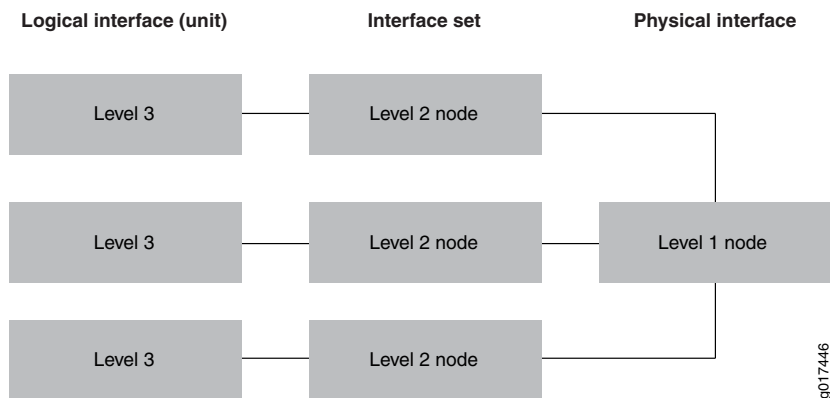 Logical interface (unit) Interface set Physical interface
Level 3 Level 2 node
Level 3 Level 2 node Level 1 node
Level 3 Level 2 node
g017446